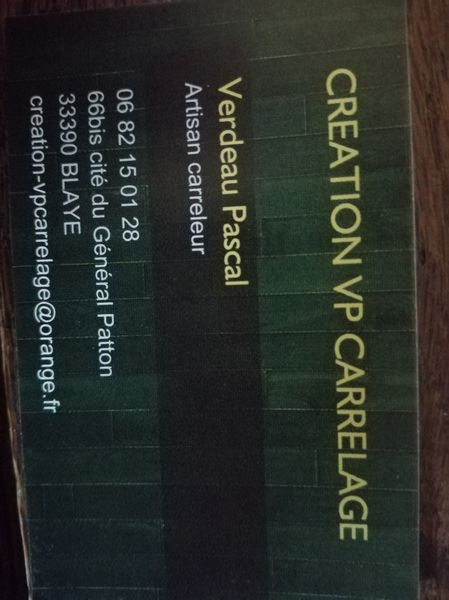 CREATION VP CARRELAGE
Verdeau Pascal
Artisan carreleur
06 82 15 01 28
66bis cité du Général Patton
33390 BLAYE
creation-vpcarrelage@orange.fr